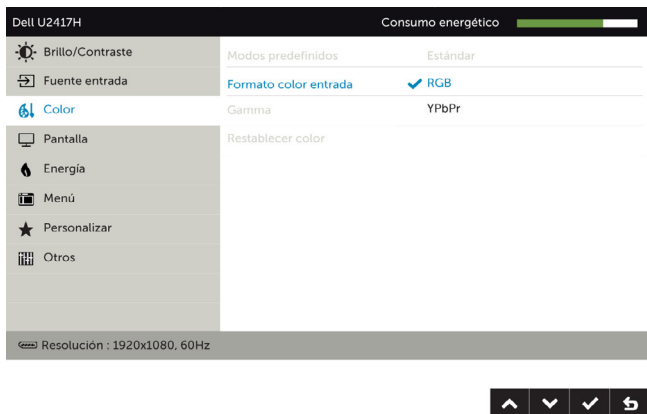 Dell U2417H
Consumo energético
Brillo/Contraste
Modos predefinidos
Estándar
Fuente entrada
Formato color entrada
RGB
Color
Gamma
YPbPr
Pantalla
Restablecer color
Energía
Menú
Personalizar
Otros
Resolución : 1920x1080, 60Hz